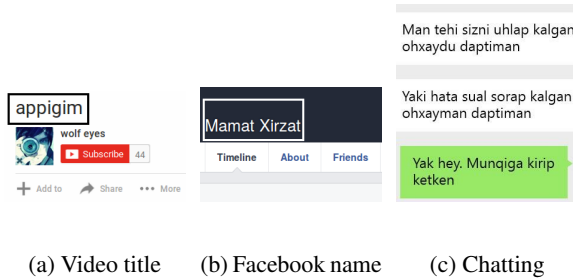 appigim
wolf eyes
Subscribe 44
Add to Share ••• More
(a) Video title
Mamat Xirzat
Timeline About Friends
(b) Facebook name
Man tehi sizni uhlap kalgan
ohxaydu daptiman
Yaki hata sual sorap kalgan
ohxayman daptiman
Yak hey. Munqiga kirip
ketken
(c) Chatting